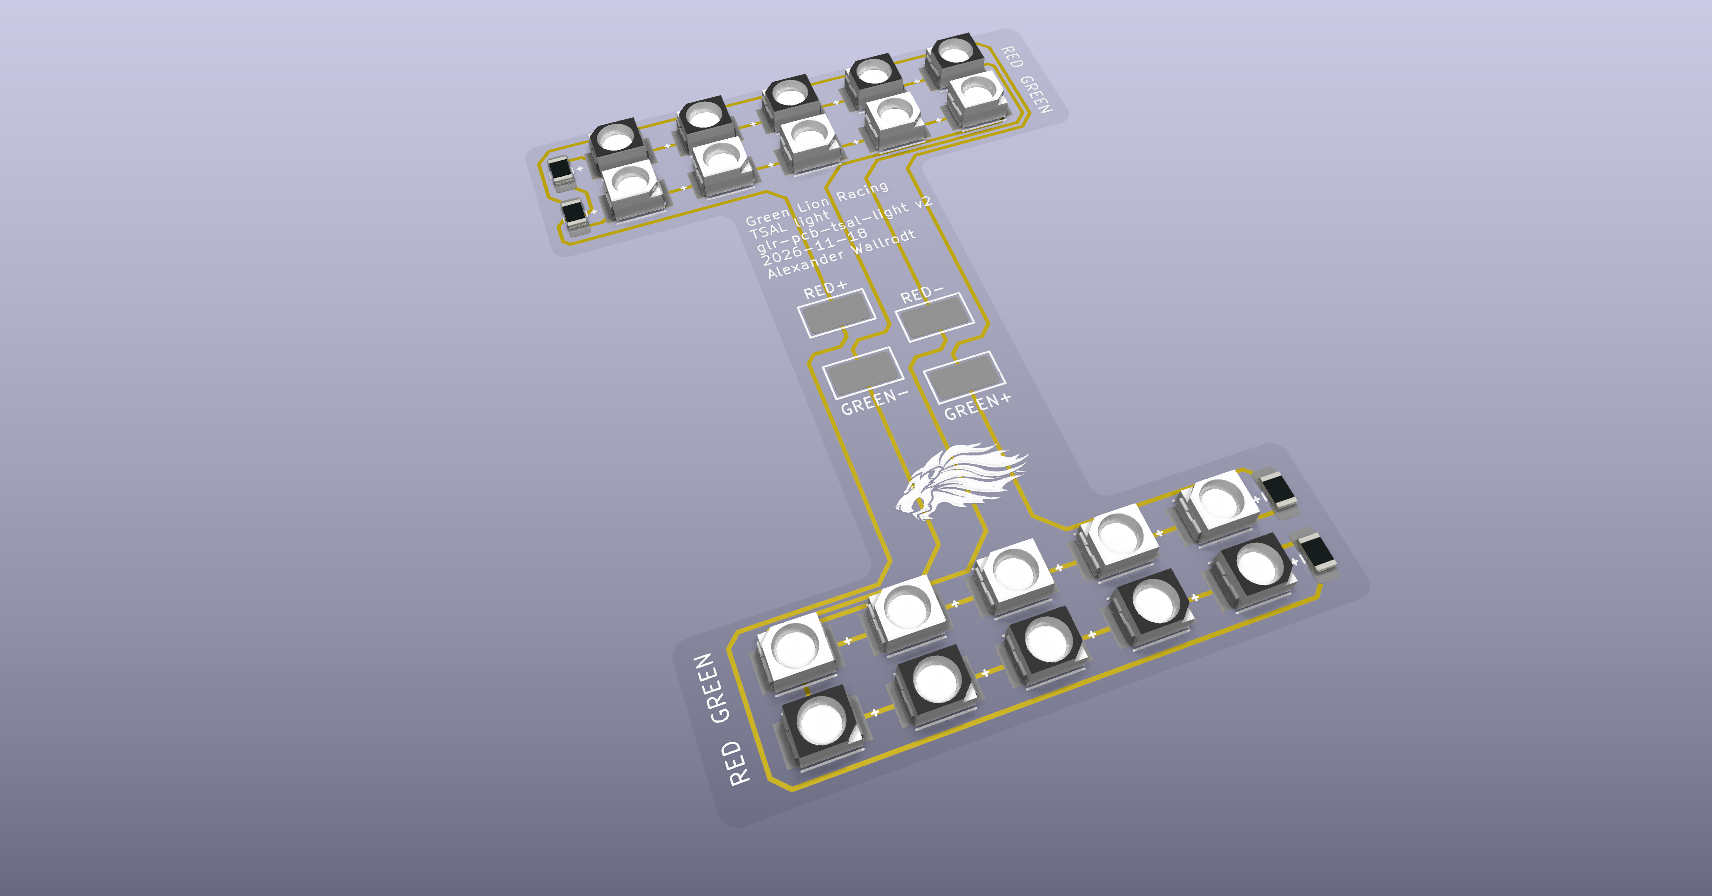 RED GREEN
Green Lion Racing
TSAL light
glr-pcb-tsal-light v2
2026-11-18
Alexander Wallrodt
RED+
RED-
GREEN-
GREEN+
RED GREEN